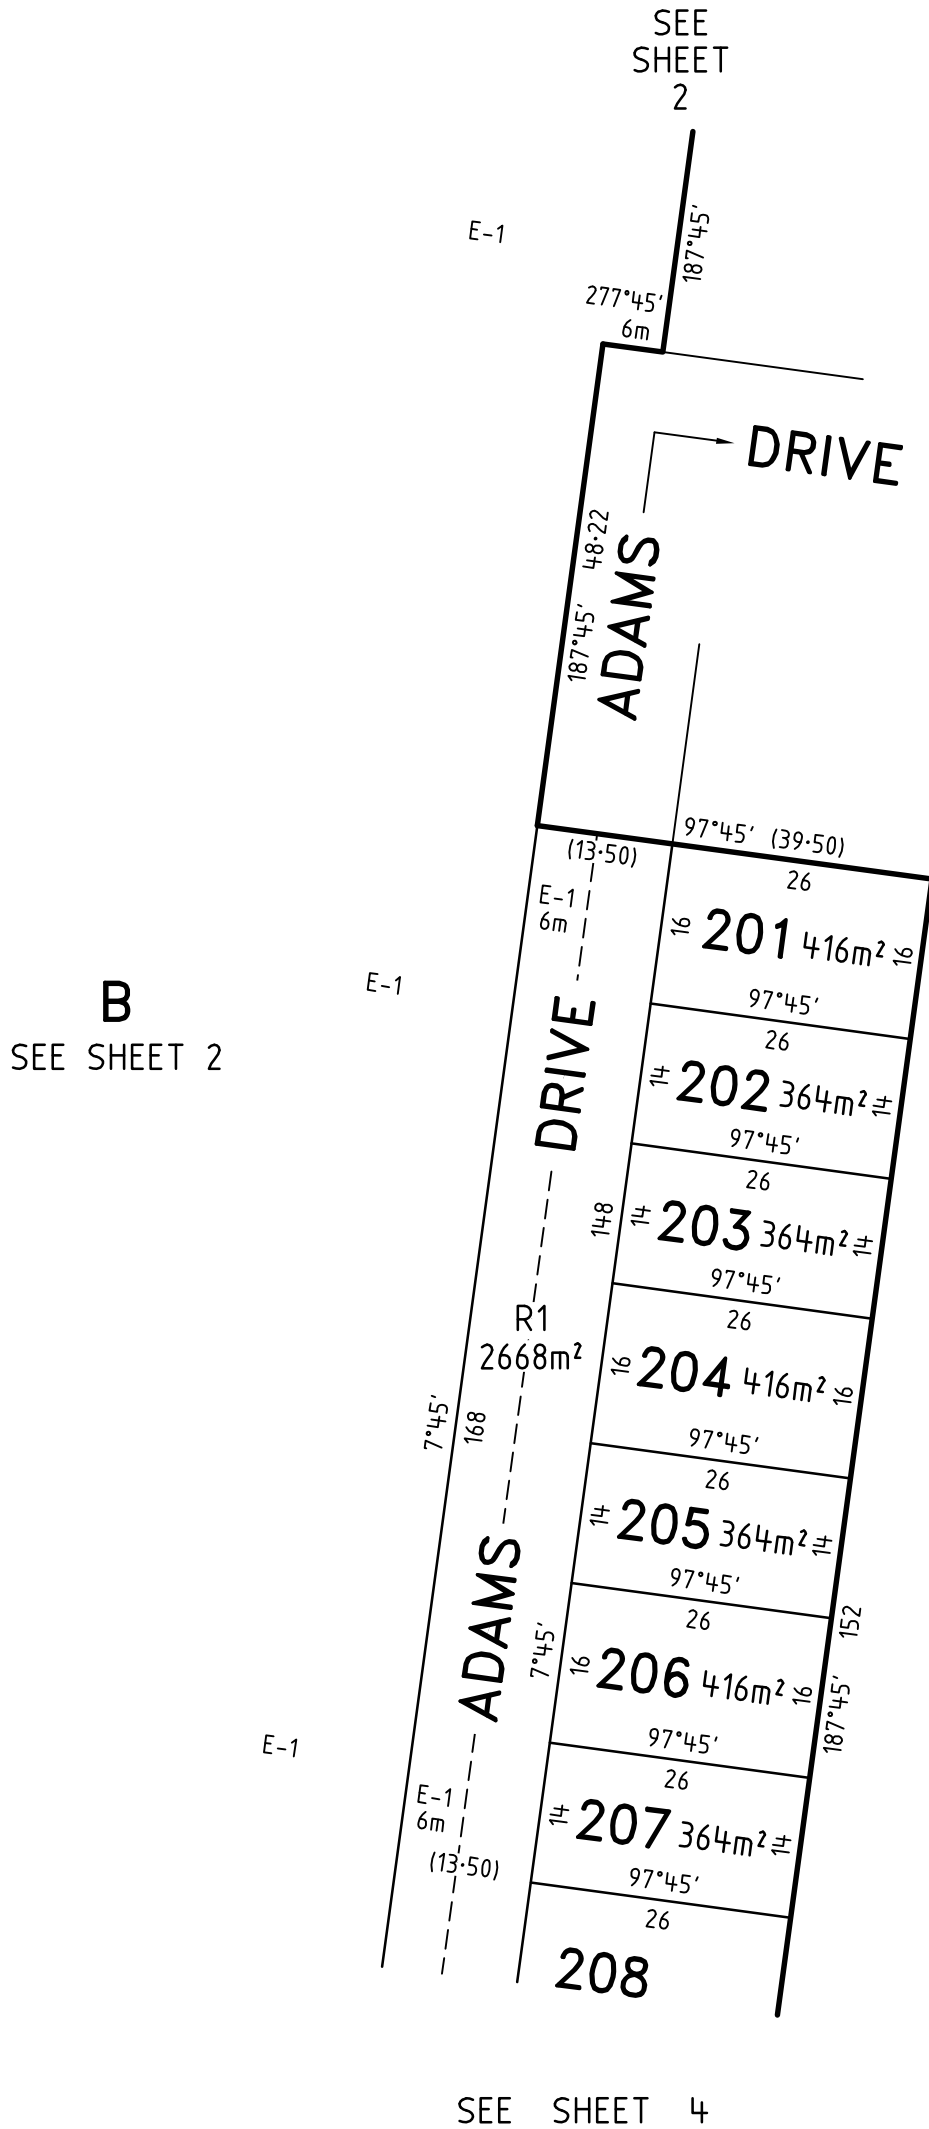 SEE
SHEET
2
187°45'
E-1
277°45'
6m
DRIVE
48·22
ADAMS
187°45'
97°45' (39·50)
(13·50)
26
E-1
6m
16
201 416m²
16
E-1
B
SEE SHEET 2
97°45'
26
DRIVE
14
202 364m²
14
97°45'
26
148
14
203 364m²
14
97°45'
26
R1
2668m²
16
204 416m²
16
7°45'
168
97°45'
26
14
205 364m²
14
ADAMS
97°45'
26
152
7°45'
16
206 416m²
16
187°45'
E-1
97°45'
26
E-1
6m
14
207 364m²
14
(13·50)
97°45'
26
208
SEE SHEET 4